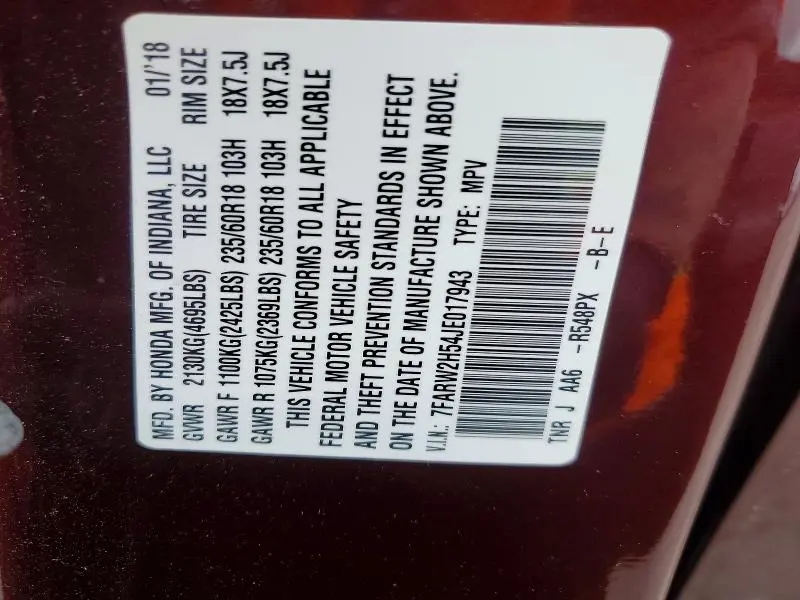 MFD. BY HONDA MFG. OF INDIANA, LLC 01/'18
GVWR 2130KG(4695LBS) TIRE SIZE RIM SIZE
GAWR F 1100KG(2425LBS) 235/60R18 103H 18X7.5J
GAWR R 1075KG(2369LBS) 235/60R18 103H 18X7.5J
THIS VEHICLE CONFORMS TO ALL APPLICABLE
FEDERAL MOTOR VEHICLE SAFETY
AND THEFT PREVENTION STANDARDS IN EFFECT
ON THE DATE OF MANUFACTURE SHOWN ABOVE.
V.I.N.: 7FARW2H54JE017943 TYPE: MPV
TNR J AA6 -R548PX -B-E